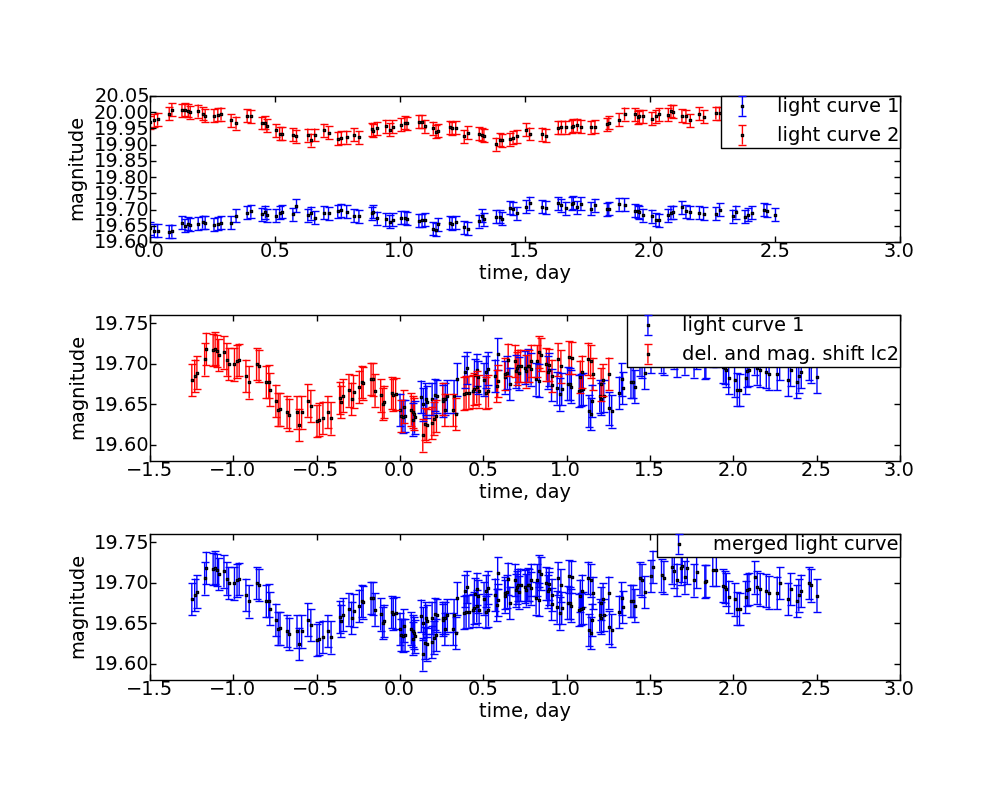 20.05
20.00
19.95
19.90
19.85
19.80
19.75
19.70
19.65
19.60
magnitude
light curve 1
light curve 2
0.0 0.5 1.0 1.5 2.0 2.5 3.0
time, day
19.75
19.70
19.65
19.60
magnitude
light curve 1
del. and mag. shift lc2
−1.5 −1.0 −0.5 0.0 0.5 1.0 1.5 2.0 2.5 3.0
time, day
19.75
19.70
19.65
19.60
magnitude
merged light curve
−1.5 −1.0 −0.5 0.0 0.5 1.0 1.5 2.0 2.5 3.0
time, day